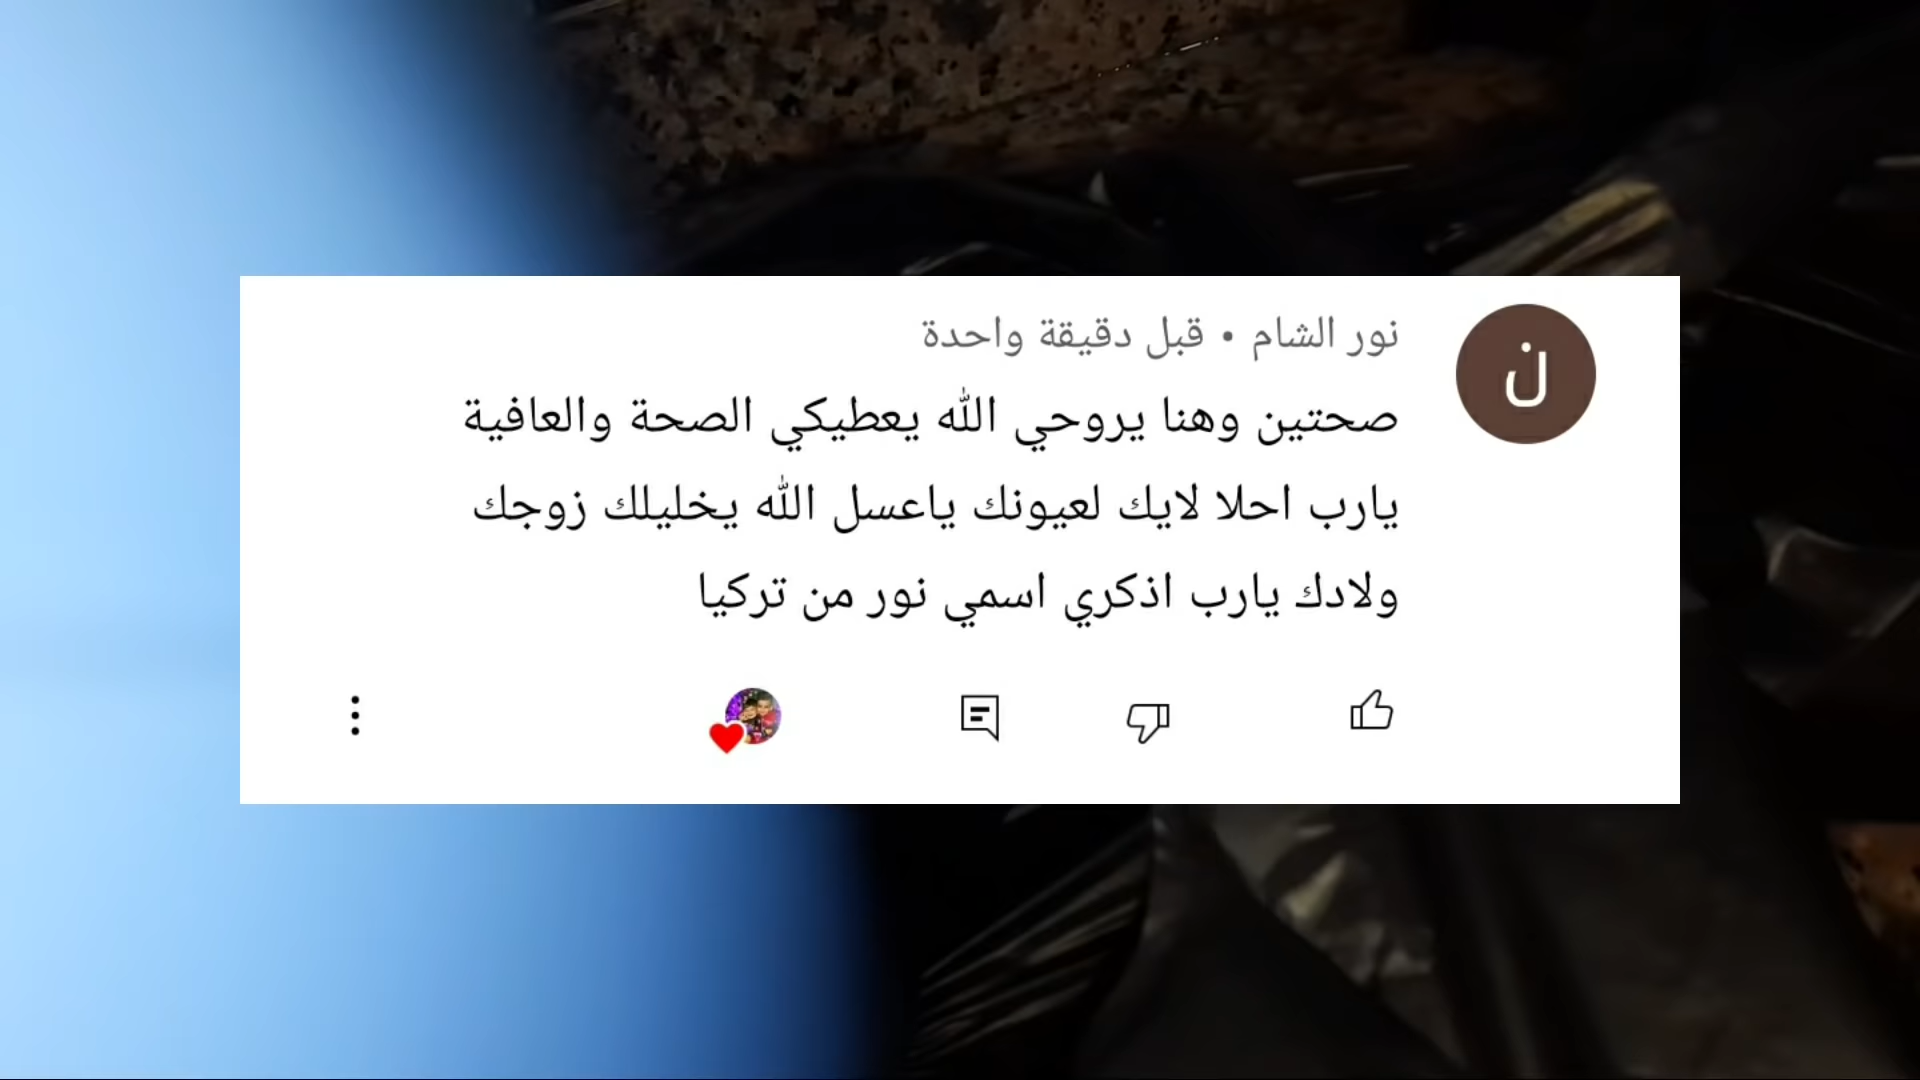 نور الشام • قبل دقيقة واحدة
ن
صحتين وهنا يروحي الله يعطيكي الصحة والعافية
يارب احلا لايك لعيونك ياعسل الله يخليلك زوجك
ولادك يارب اذكري اسمي نور من تركيا